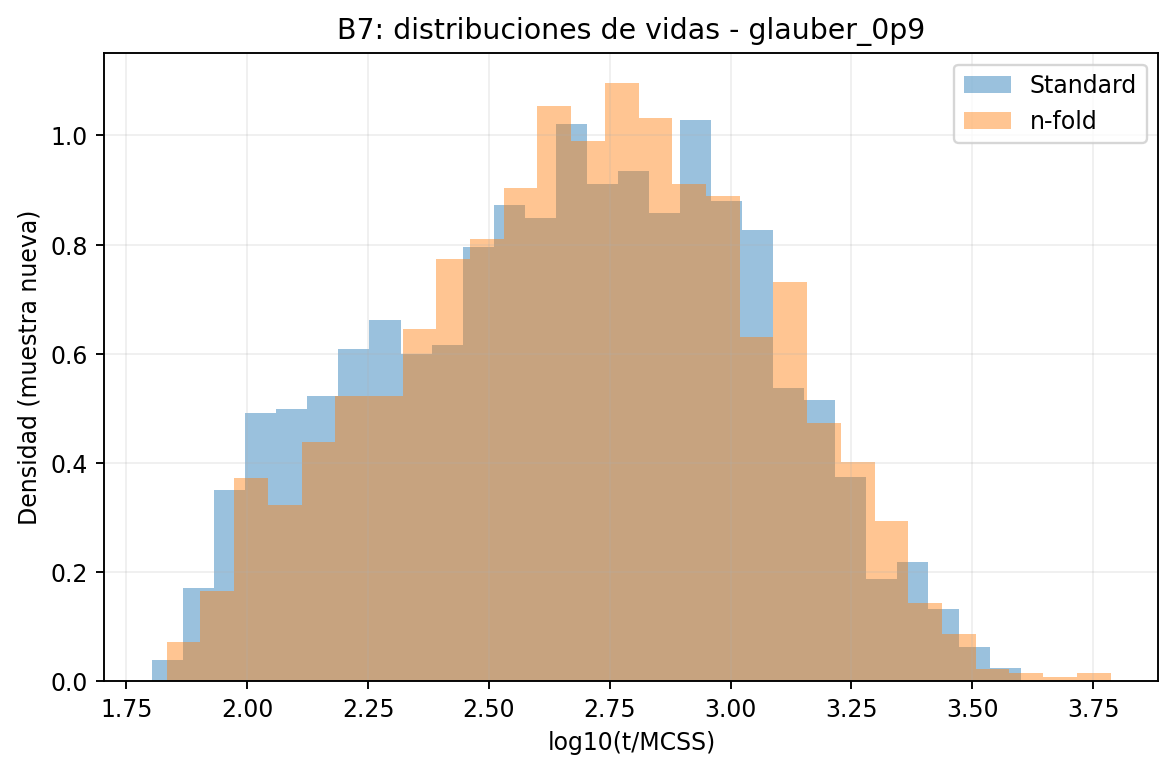 B7: distribuciones de vidas - glauber_0p9
Standard
n-fold
Densidad (muestra nueva)
1.0
0.8
0.6
0.4
0.2
0.0
1.75 2.00 2.25 2.50 2.75 3.00 3.25 3.50 3.75
log10(t/MCSS)